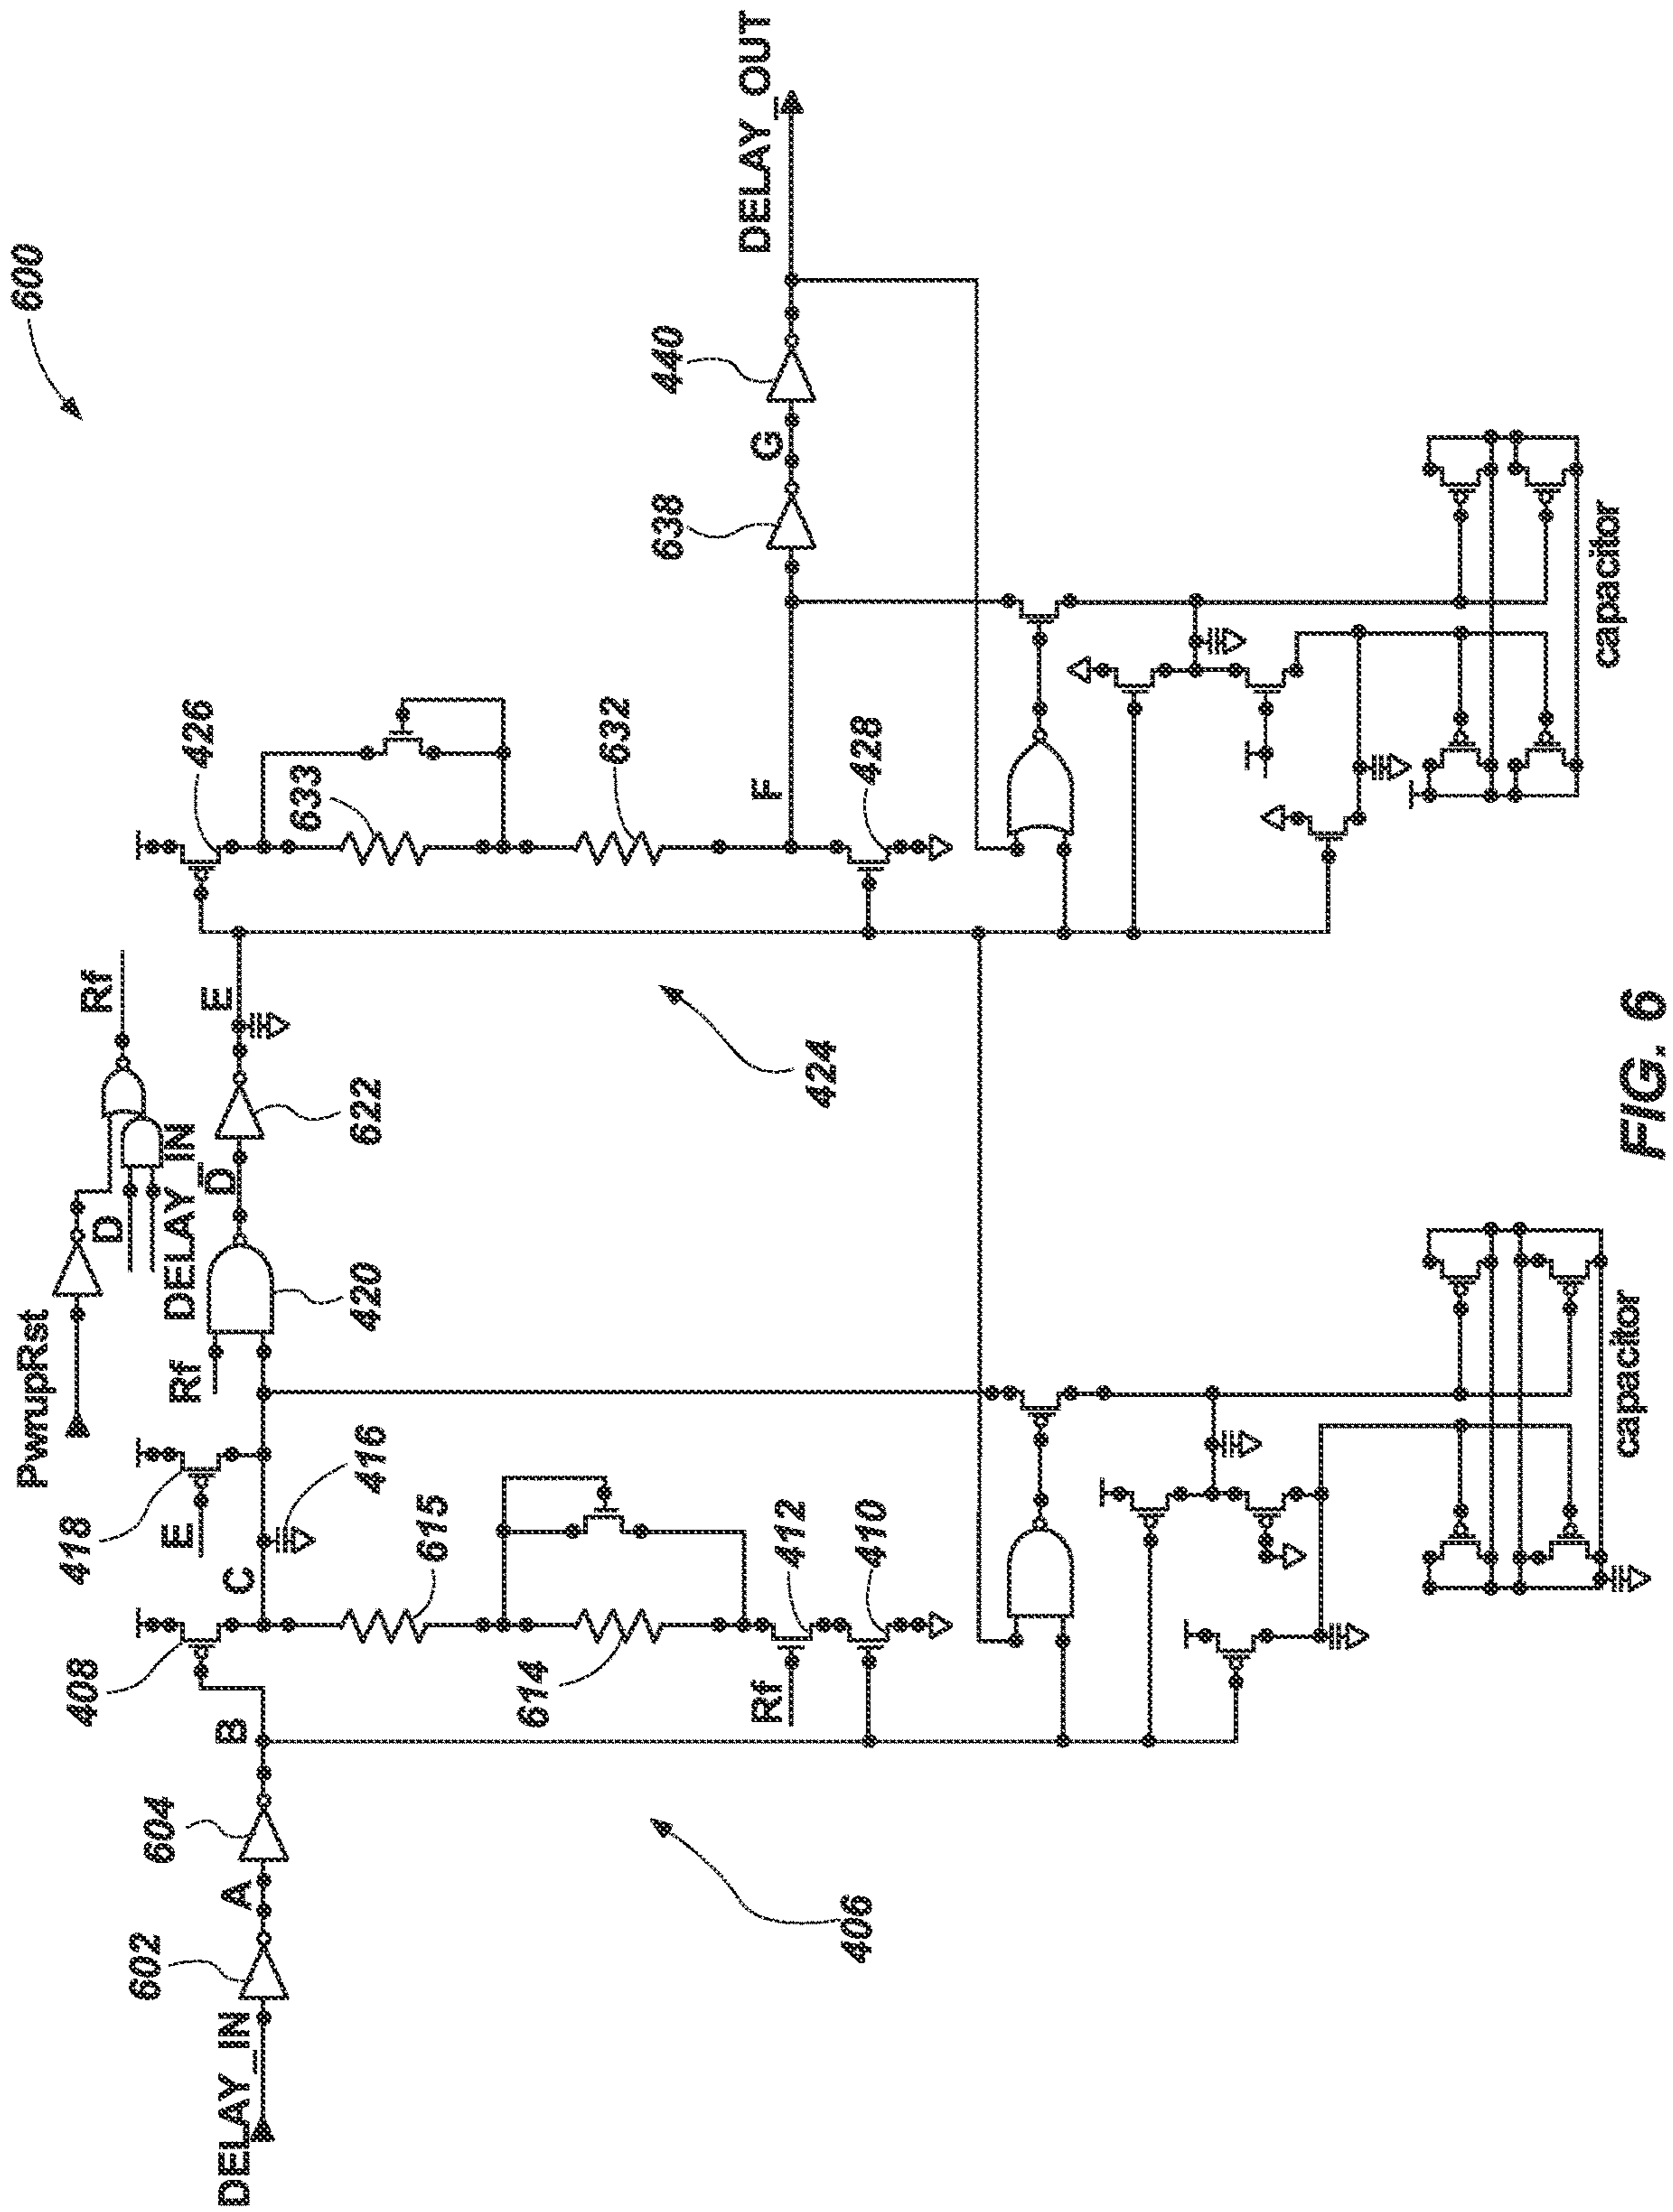 600
DELAY_IN
602
A
604
B
408
C
E
418
416
PwrupRst
Rf
420
D
DELAY_IN
D
622
Rf
E
426
633
632
F
428
638
G
440
DELAY_OUT
615
614
Rf
412
410
406
424
capacitor
capacitor
FIG. 6